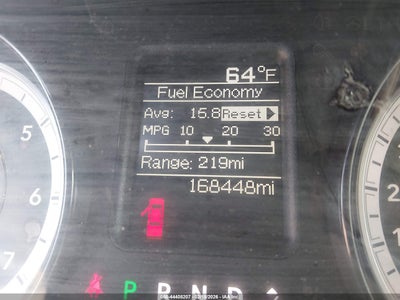 64°F
Fuel Economy
Avg: 15.8 Reset ▶
MPG 10 20 30
Range: 219mi
168448mi
5
6
7
P R N D